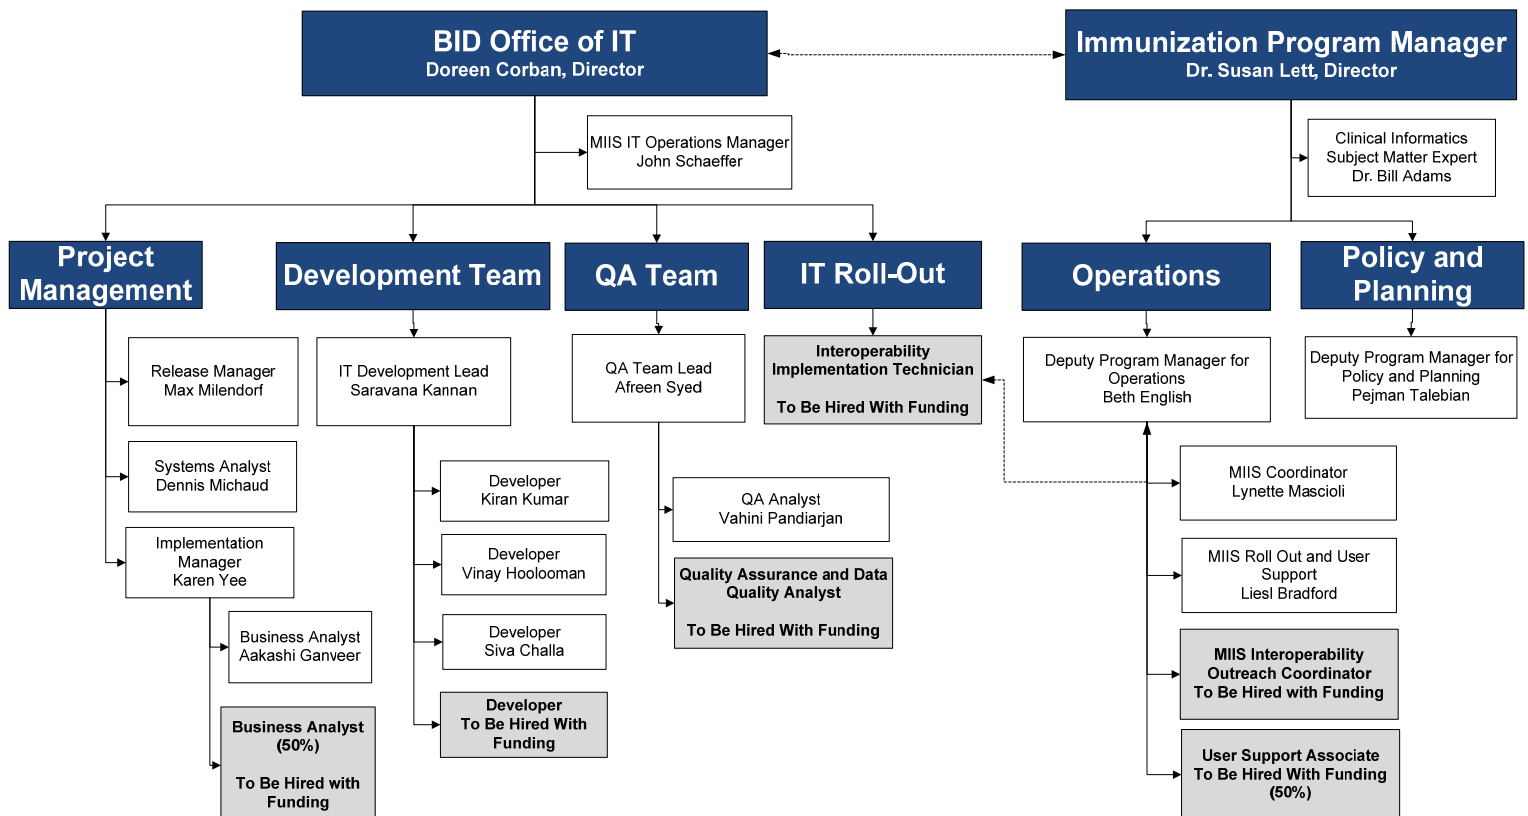 BID Office of IT
Doreen Corban, Director
Immunization Program Manager
Dr. Susan Lett, Director
MIIS IT Operations Manager
John Schaeffer
Clinical Informatics
Subject Matter Expert
Dr. Bill Adams
Project
Management
Development Team
QA Team
IT Roll-Out
Operations
Policy and
Planning
Release Manager
Max Milendorf
IT Development Lead
Saravana Kannan
QA Team Lead
Afreen Syed
Interoperability
Implementation Technician
To Be Hired With Funding
Deputy Program Manager for
Operations
Beth English
Deputy Program Manager for
Policy and Planning
Pejman Talebian
Systems Analyst
Dennis Michaud
Developer
Kiran Kumar
QA Analyst
Vahini Pandiarjan
MIIS Coordinator
Lynette Mascioli
Implementation
Manager
Karen Yee
Developer
Vinay Hoolooman
Quality Assurance and Data
Quality Analyst
To Be Hired With Funding
MIIS Roll Out and User
Support
Liesl Bradford
Business Analyst
Aakashi Ganveer
Developer
Siva Challa
MIIS Interoperability
Outreach Coordinator
To Be Hired with Funding
Business Analyst
(50%)
To Be Hired with
Funding
Developer
To Be Hired With
Funding
User Support Associate
To Be Hired With Funding
(50%)